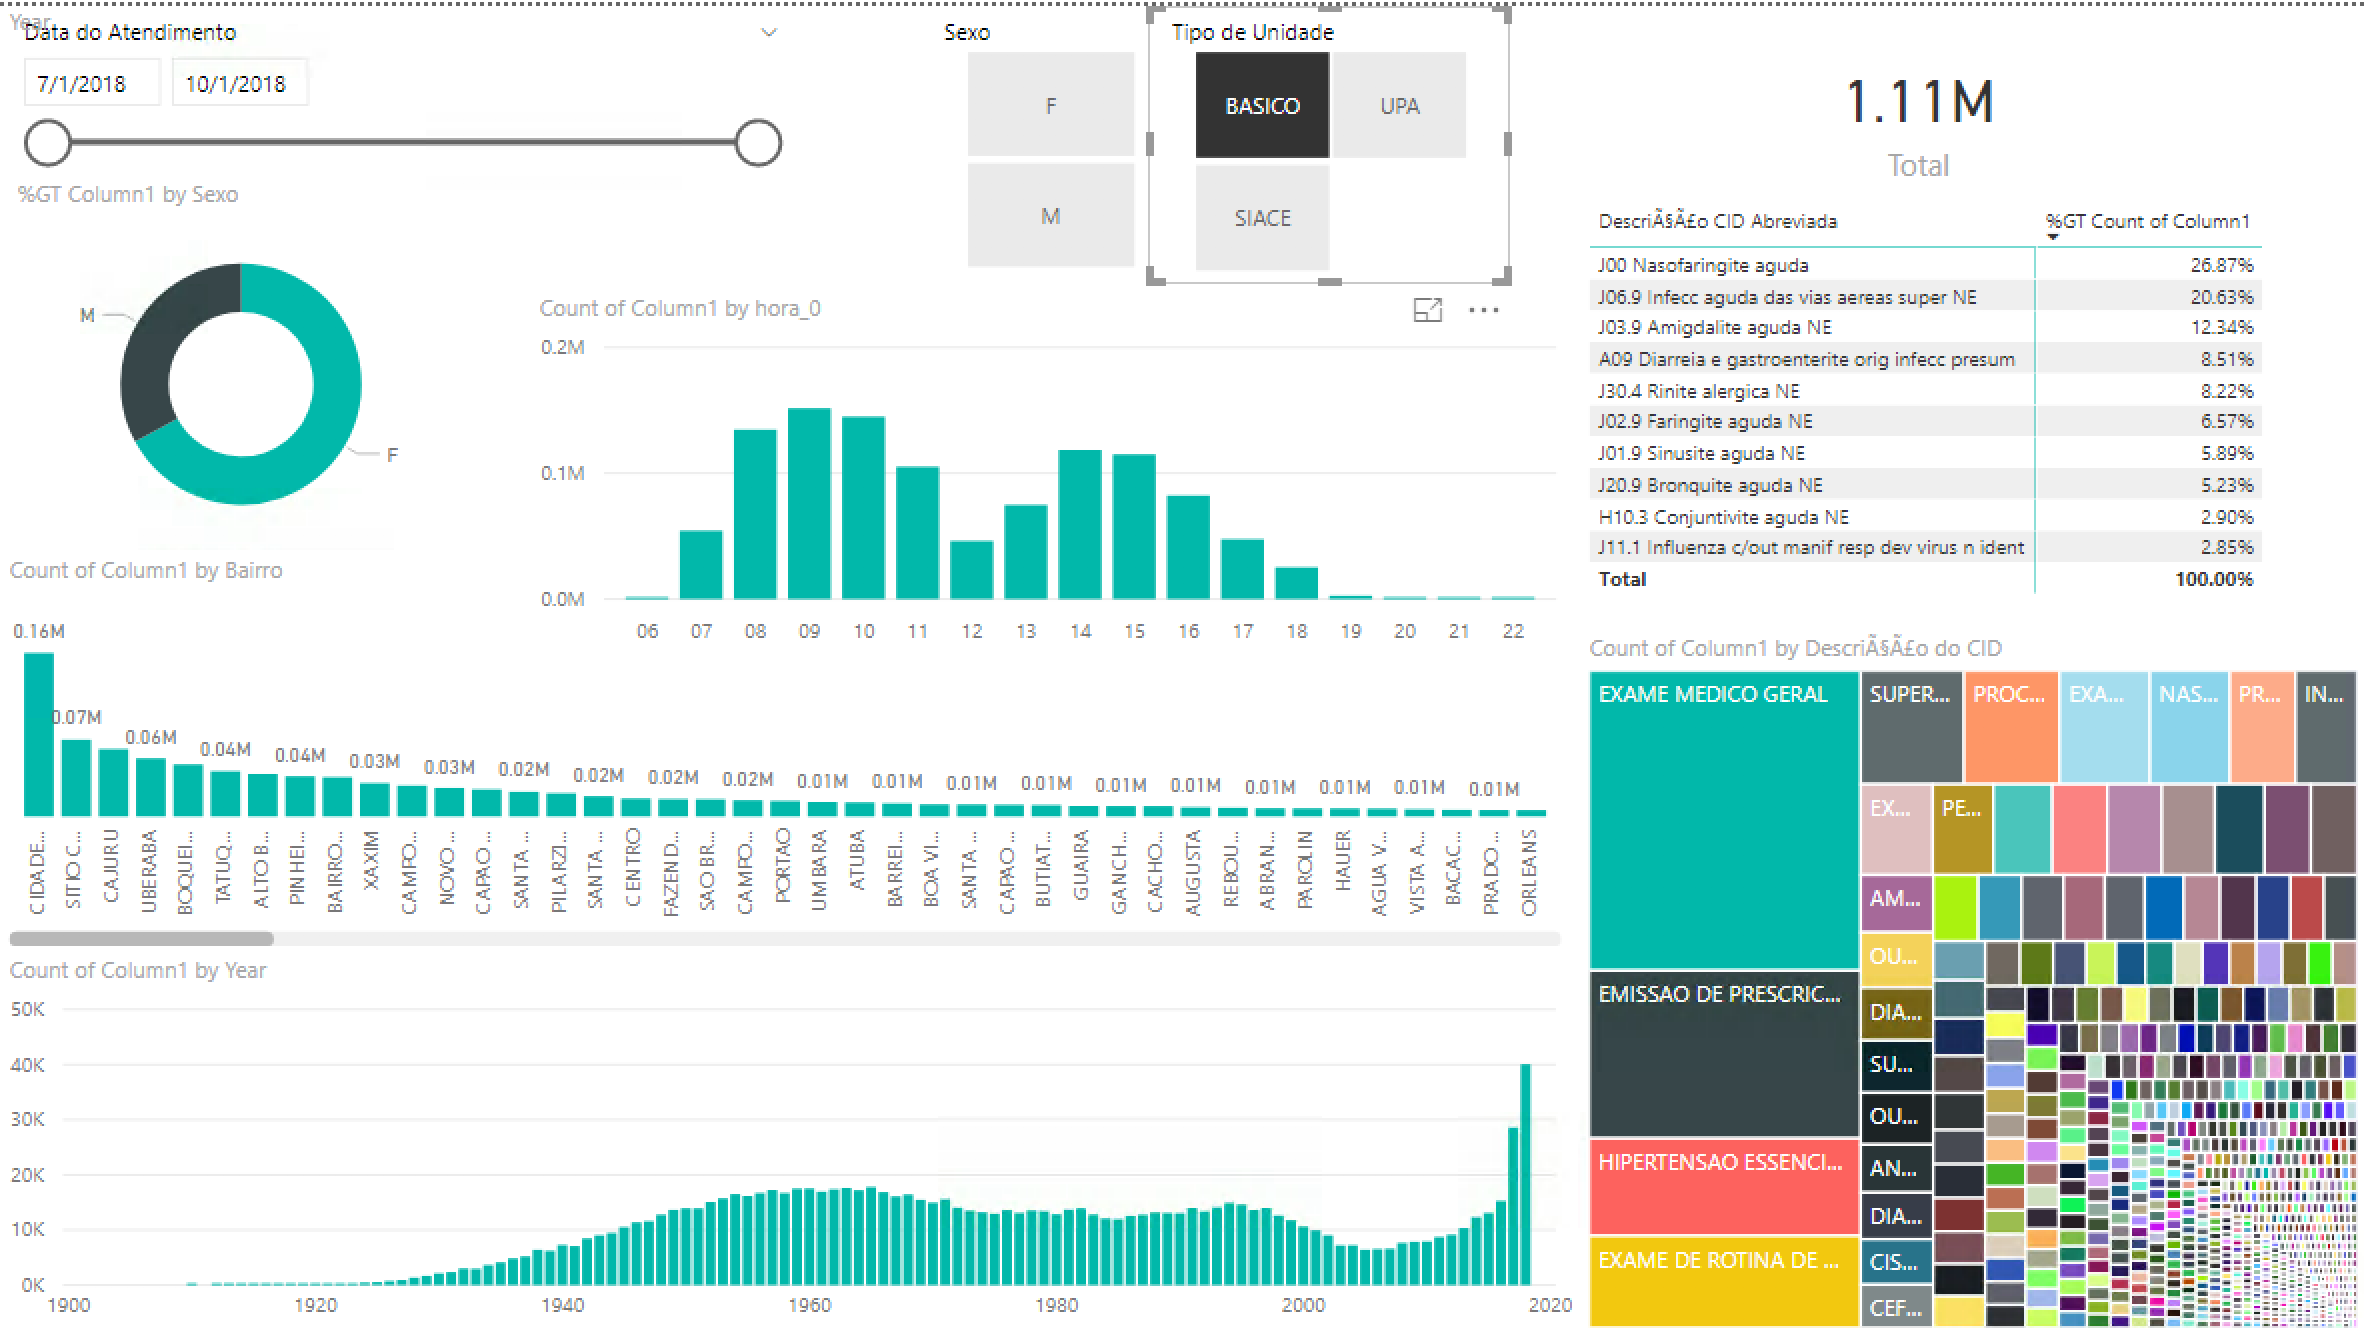 Year
Data do Atendimento
7/1/2018 10/1/2018
Sexo
F
M
Tipo de Unidade
BASICO UPA
SIACE
1.11M
Total
%GT Column1 by Sexo
M
F
Count of Column1 by hora_0
0.2M
0.1M
0.0M
06 07 08 09 10 11 12 13 14 15 16 17 18 19 20 21 22
DescriÃ§Ã£o CID Abreviada %GT Count of Column1
J00 Nasofaringite aguda 26.87%
J06.9 Infecc aguda das vias aereas super NE 20.63%
J03.9 Amigdalite aguda NE 12.34%
A09 Diarreia e gastroenterite orig infecc presum 8.51%
J30.4 Rinite alergica NE 8.22%
J02.9 Faringite aguda NE 6.57%
J01.9 Sinusite aguda NE 5.89%
J20.9 Bronquite aguda NE 5.23%
H10.3 Conjuntivite aguda NE 2.90%
J11.1 Influenza c/out manif resp dev virus n ident 2.85%
Total 100.00%
Count of Column1 by Bairro
0.16M 0.07M 0.06M 0.04M 0.04M 0.03M 0.03M 0.02M 0.02M 0.02M 0.02M 0.01M 0.01M 0.01M 0.01M 0.01M 0.01M 0.01M 0.01M 0.01M 0.01M
CIDADE...
SITIO C...
CAJURU
UBERABA
BOQUEI...
TATUQ...
ALTO B...
PINHEI...
BAIRRO...
XAXIM
CAMPO...
NOVO ...
CAPAO ...
SANTA ...
PILARZI...
SANTA ...
CENTRO
FAZEND...
SAO BR...
CAMPO...
PORTAO
UMBARA
ATUBA
BARREI...
BOA VI...
SANTA ...
CAPAO ...
BUTIAT...
GUAIRA
GANCH...
CACHO...
AUGUSTA
REBOU...
ABRAN...
PAROLIN
HAUER
AGUA V...
VISTA A...
BACAC...
PRADO ...
ORLEANS
Count of Column1 by Year
50K
40K
30K
20K
10K
0K
1900 1920 1940 1960 1980 2000 2020
Count of Column1 by DescriÃ§Ã£o do CID
EXAME MEDICO GERAL
EMISSAO DE PRESCRIC...
HIPERTENSAO ESSENCI...
EXAME DE ROTINA DE ...
SUPER... PROC... EXA... NAS... PR... IN...
EX... PE...
AM...
OU...
DIA...
SU...
OU...
AN...
DIA...
CIS...
CEF...